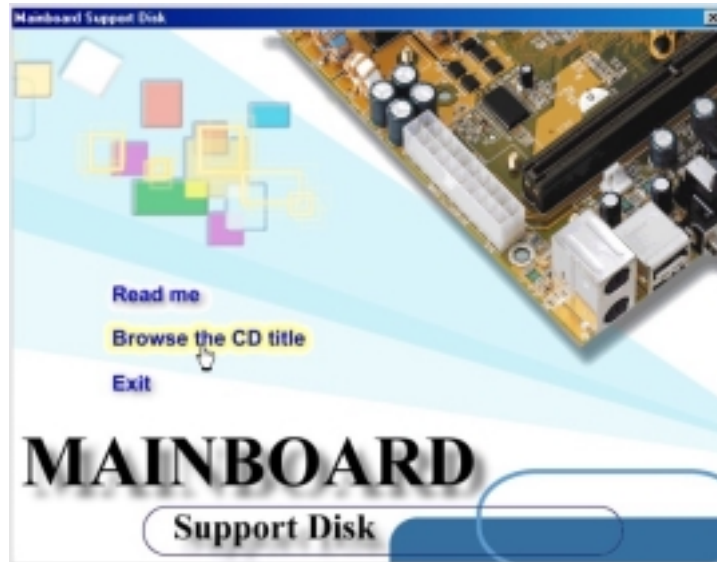 Mainboard Support Disk
Read me
Browse the CD title
Exit
MAINBOARD
Support Disk